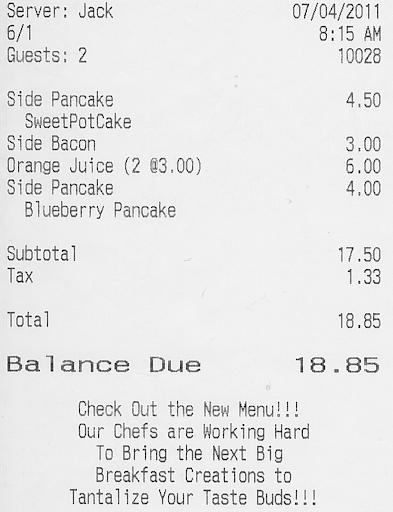 Server: Jack 07/04/2011
6/1 8:15 AM
Guests: 2 10028
Side Pancake 4.50
SweetPotCake
Side Bacon 3.00
Orange Juice (2 @3.00) 6.00
Side Pancake 4.00
Blueberry Pancake
Subtotal 17.50
Tax 1.33
Total 18.85
Balance Due 18.85
Check Out the New Menu!!!
Our Chefs are Working Hard
To Bring the Next Big
Breakfast Creations to
Tantalize Your Taste Buds!!!